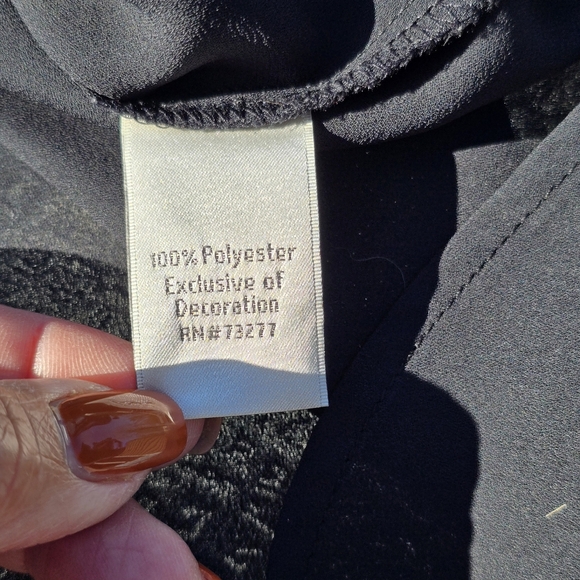 100% Polyester
Exclusive of
Decoration
RN#73277